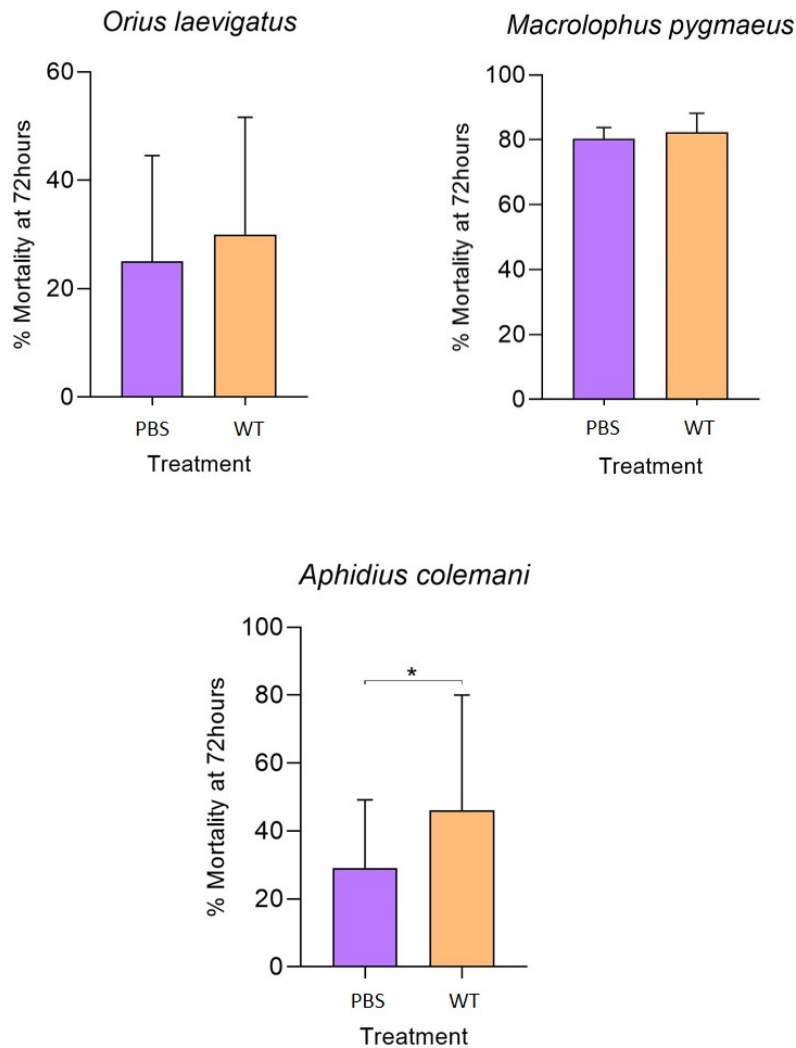 Orius laevigatus
% Mortality at 72hours
60
40
20
0
PBS WT
Treatment
Macrolophus pygmaeus
% Mortality at 72hours
100
80
60
40
20
0
PBS WT
Treatment
Aphidius colemani
% Mortality at 72hours
100
80
60
40
20
0
*
PBS WT
Treatment